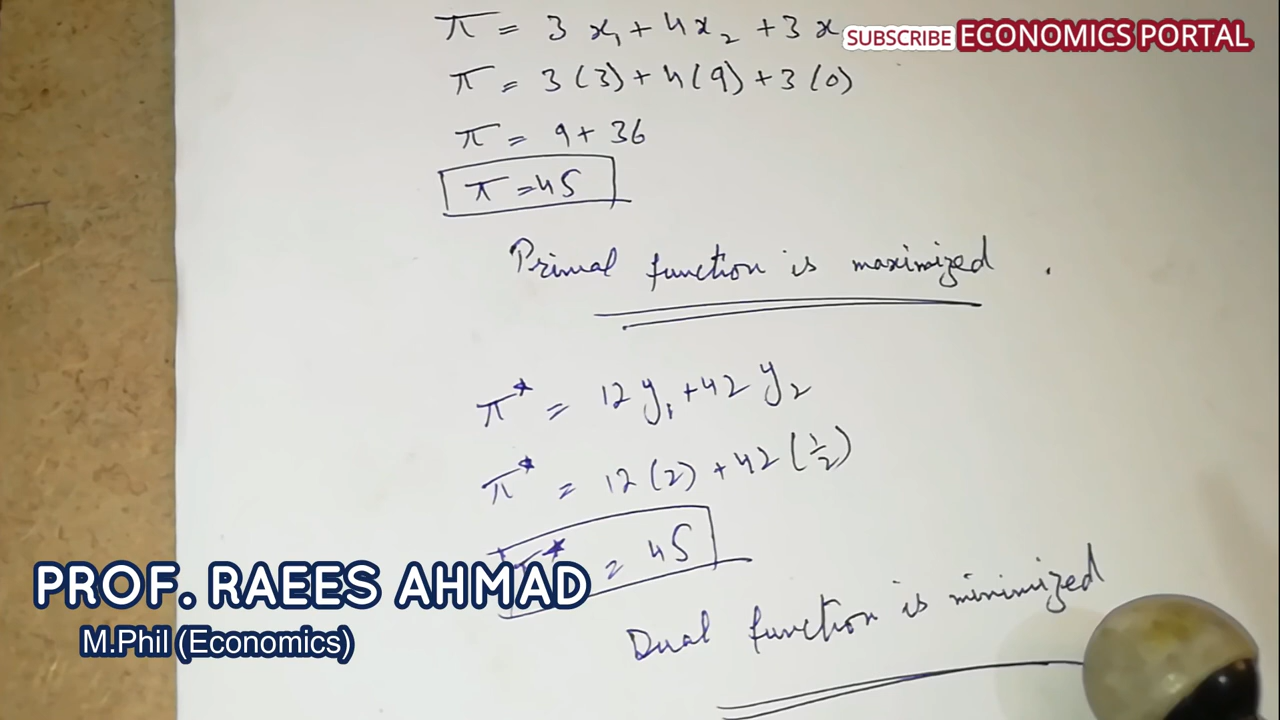 π = 3x₁ + 4x₂ + 3x
SUBSCRIBE ECONOMICS PORTAL
π = 3(3) + 4(9) + 3(0)
π = 9 + 36
π = 45
Primal function is maximized.
π* = 12y₁ + 42y₂
π* = 12(2) + 42(½)
π* = 45
Dual function is minimized
PROF. RAEES AHMAD
M.Phil (Economics)